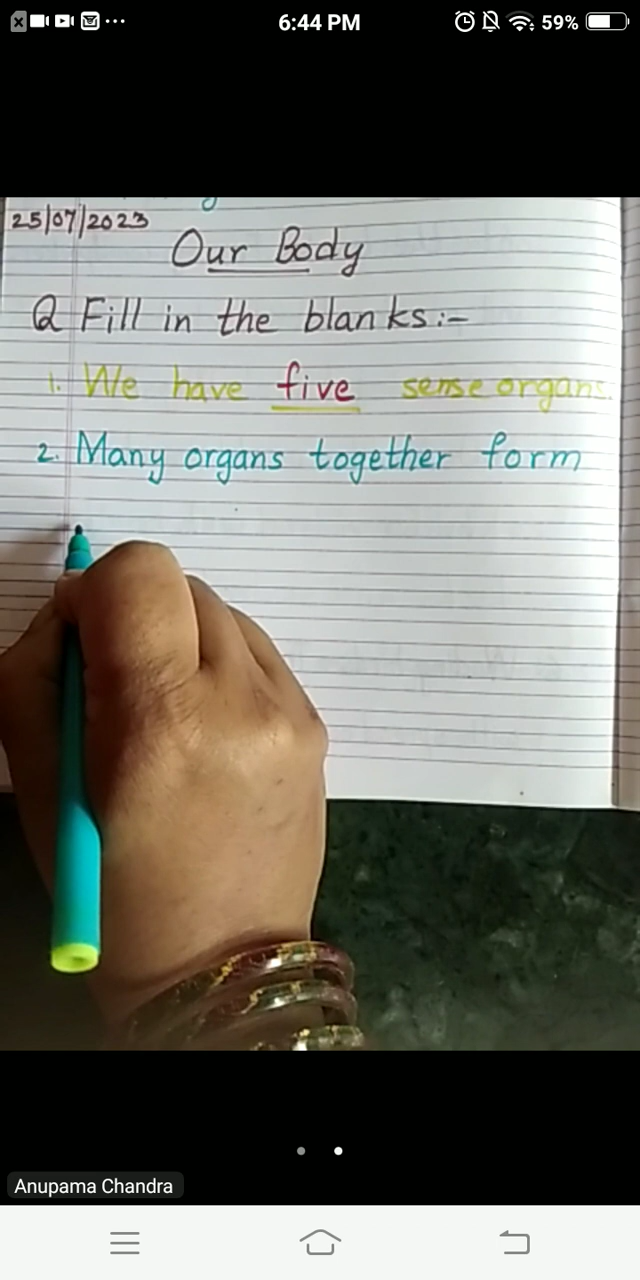 6:44 PM
59%
25/07/2023
Our Body
Q Fill in the blanks:-
1. We have five sense organs.
2. Many organs together form
Anupama Chandra